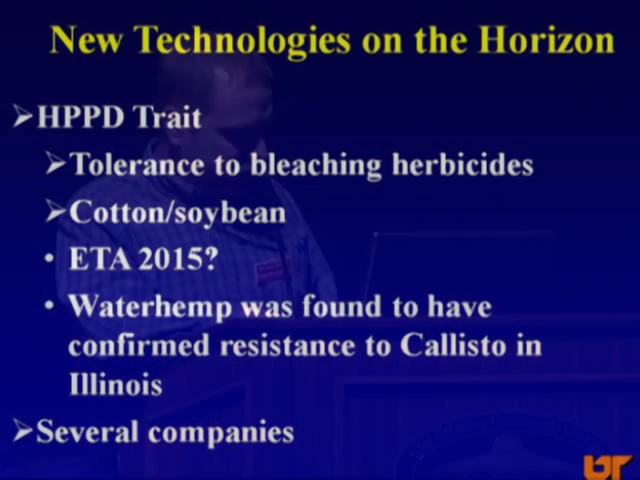 New Technologies on the Horizon
➢HPPD Trait
➢Tolerance to bleaching herbicides
➢Cotton/soybean
• ETA 2015?
• Waterhemp was found to have
confirmed resistance to Callisto in
Illinois
➢Several companies
UT